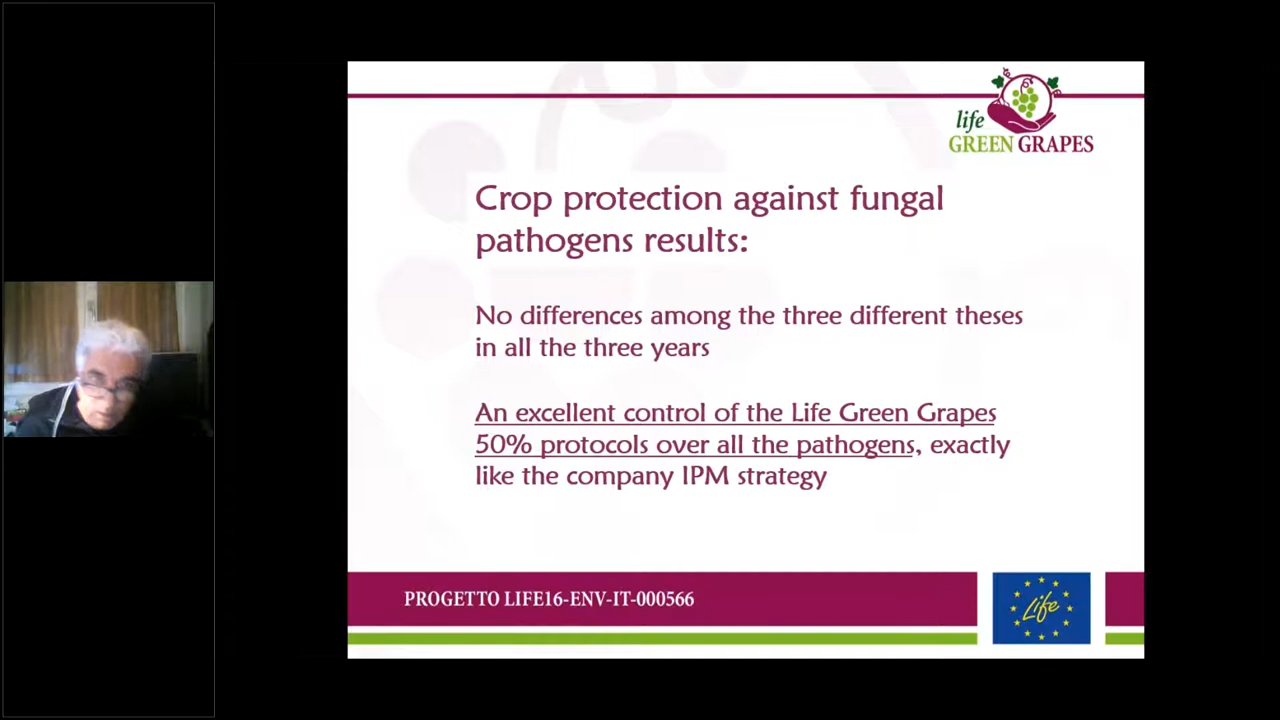 life
GREEN GRAPES
Crop protection against fungal
pathogens results:
No differences among the three different theses
in all the three years
An excellent control of the Life Green Grapes
50% protocols over all the pathogens, exactly
like the company IPM strategy
PROGETTO LIFE16-ENV-IT-000566
Life